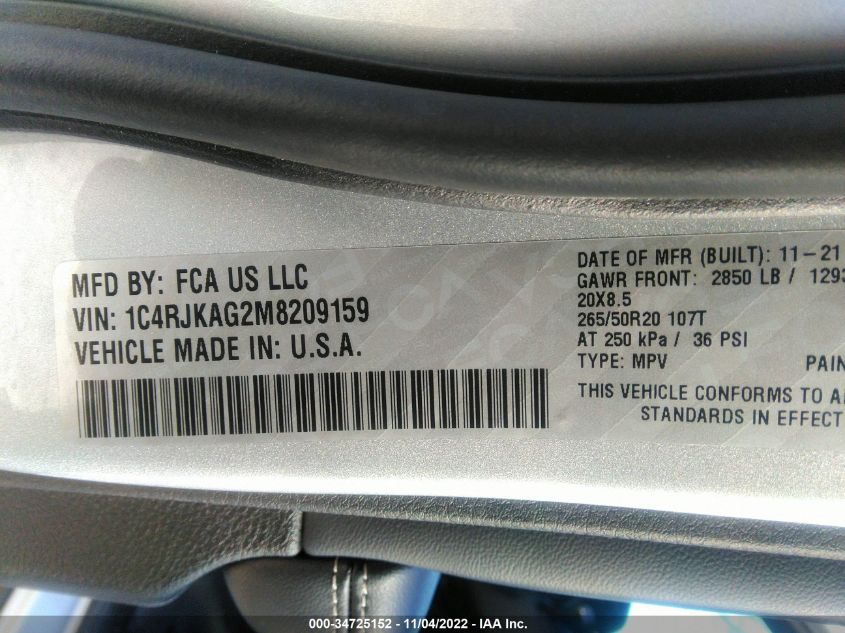 MFD BY: FCA US LLC
VIN: 1C4RJKAG2M8209159
VEHICLE MADE IN: U.S.A.
DATE OF MFR (BUILT): 11-21
GAWR FRONT: 2850 LB / 1293
20X8.5
265/50R20 107T
AT 250 kPa / 36 PSI
TYPE: MPV PAIN
THIS VEHICLE CONFORMS TO
STANDARDS IN EFFECT
000-34725152 - 11/04/2022 - IAA Inc.